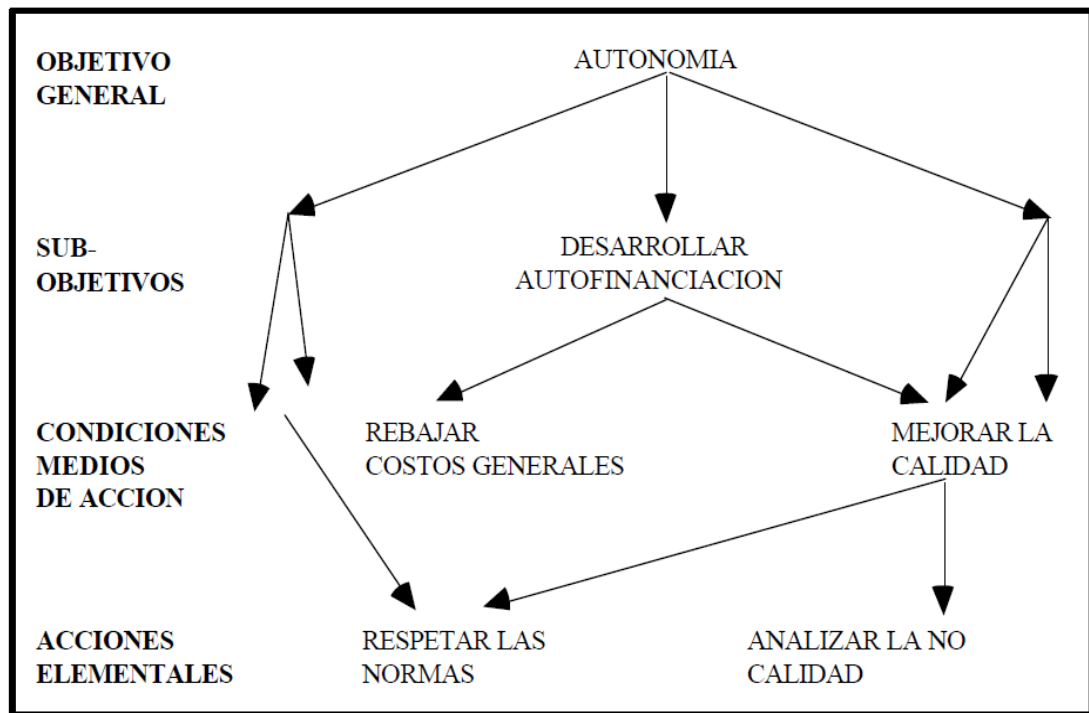 OBJETIVO
GENERAL
AUTONOMIA
SUB-
OBJETIVOS
DESARROLLAR
AUTOFINANCIACION
CONDICIONES
MEDIOS
DE ACCION
REBAJAR
COSTOS GENERALES
MEJORAR LA
CALIDAD
ACCIONES
ELEMENTALES
RESPETAR LAS
NORMAS
ANALIZAR LA NO
CALIDAD